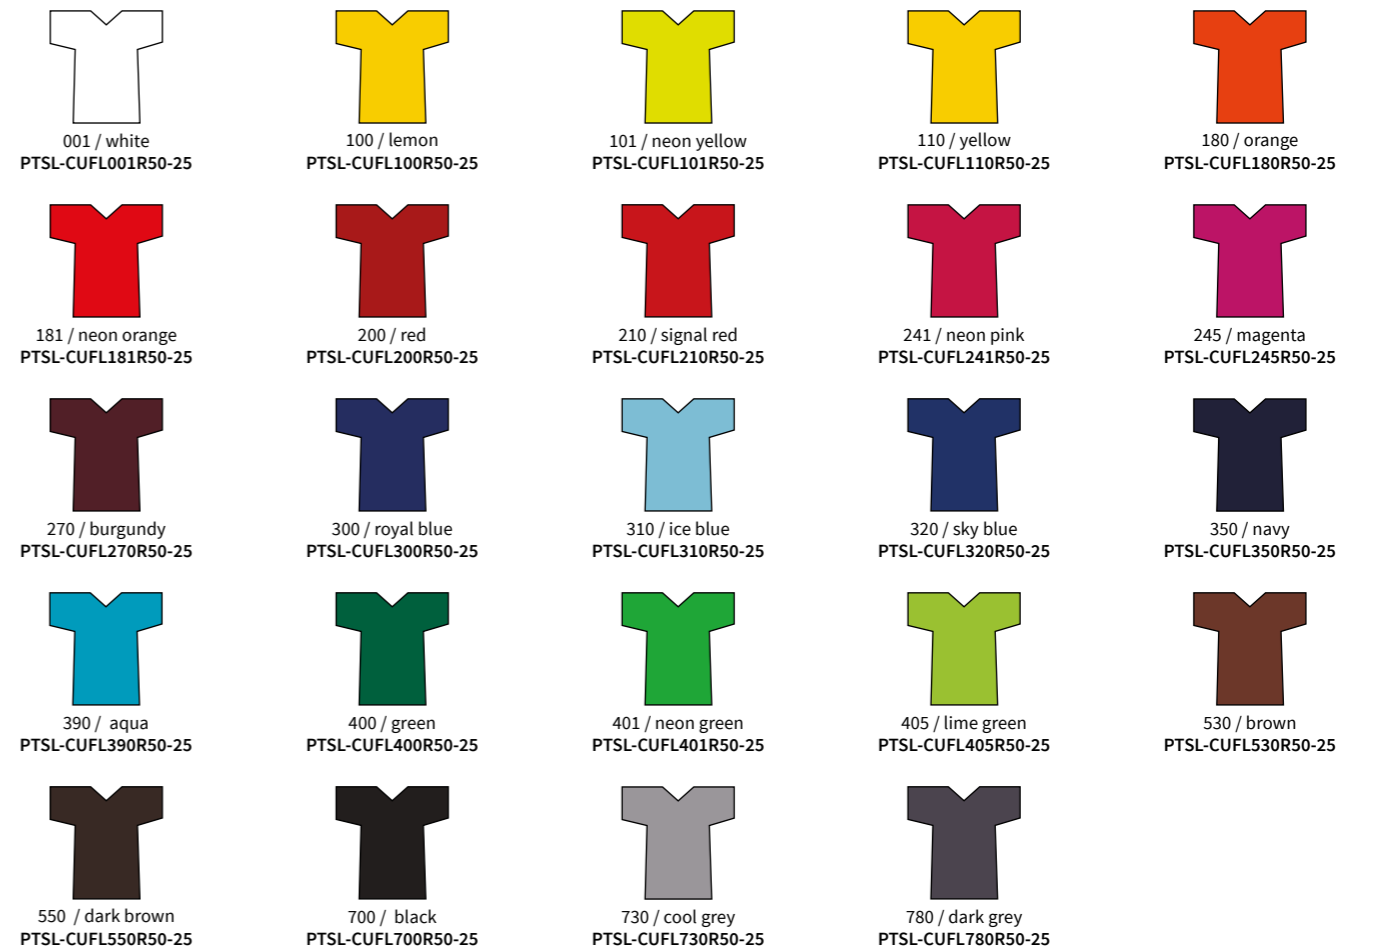 001 / white
PTSL-CUFL001R50-25
100 / lemon
PTSL-CUFL100R50-25
101 / neon yellow
PTSL-CUFL101R50-25
110 / yellow
PTSL-CUFL110R50-25
180 / orange
PTSL-CUFL180R50-25
181 / neon orange
PTSL-CUFL181R50-25
200 / red
PTSL-CUFL200R50-25
210 / signal red
PTSL-CUFL210R50-25
241 / neon pink
PTSL-CUFL241R50-25
245 / magenta
PTSL-CUFL245R50-25
270 / burgundy
PTSL-CUFL270R50-25
300 / royal blue
PTSL-CUFL300R50-25
310 / ice blue
PTSL-CUFL310R50-25
320 / sky blue
PTSL-CUFL320R50-25
350 / navy
PTSL-CUFL350R50-25
390 / aqua
PTSL-CUFL390R50-25
400 / green
PTSL-CUFL400R50-25
401 / neon green
PTSL-CUFL401R50-25
405 / lime green
PTSL-CUFL405R50-25
530 / brown
PTSL-CUFL530R50-25
550 / dark brown
PTSL-CUFL550R50-25
700 / black
PTSL-CUFL700R50-25
730 / cool grey
PTSL-CUFL730R50-25
780 / dark grey
PTSL-CUFL780R50-25